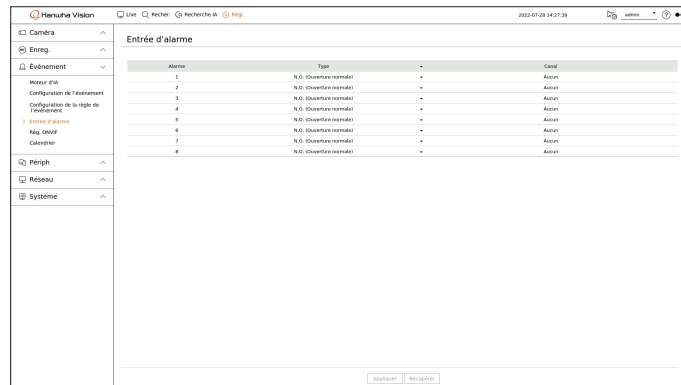 Hanwha Vision
Live Recher. Recherche IA Régl. 2022-07-28 14:27:39 admin ?
Caméra
Enreg.
Événement
Moteur d'IA
Configuration de l'événement
Configuration de la règle de
l'événement
> Entrée d'alarme
Rég. ONVIF
Calendrier
Périph
Réseau
Système
Entrée d'alarme
Alarme Type Canal
1 N.O. (Ouverture normale) Aucun
2 N.O. (Ouverture normale) Aucun
3 N.O. (Ouverture normale) Aucun
4 N.O. (Ouverture normale) Aucun
5 N.O. (Ouverture normale) Aucun
6 N.O. (Ouverture normale) Aucun
7 N.O. (Ouverture normale) Aucun
8 N.O. (Ouverture normale) Aucun
Appliquer Récupérer